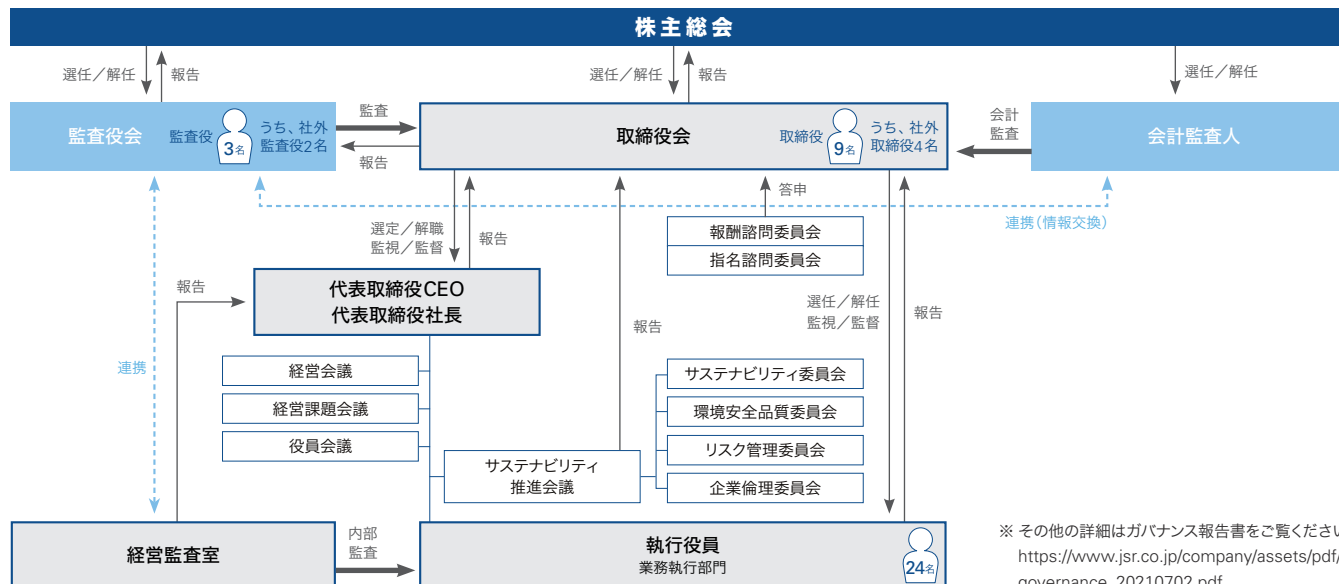 株主総会
選任／解任
報告
選任／解任
報告
選任／解任
監査役会
監査役
3名
うち、社外
監査役2名
監査
報告
取締役会
取締役
9名
うち、社外
取締役4名
会計
監査
会計監査人
答申
連携(情報交換)
選定／解職
監視／監督
報告
報酬諮問委員会
指名諮問委員会
報告
代表取締役CEO
代表取締役社長
選任／解任
監視／監督
報告
報告
連携
経営会議
経営課題会議
役員会議
サステナビリティ
推進会議
サステナビリティ委員会
環境安全品質委員会
リスク管理委員会
企業倫理委員会
経営監査室
内部
監査
執行役員
業務執行部門
24名
※ その他の詳細はガバナンス報告書をご覧ください
https://www.jsr.co.jp/company/assets/pdf/
governance_20210702.pdf